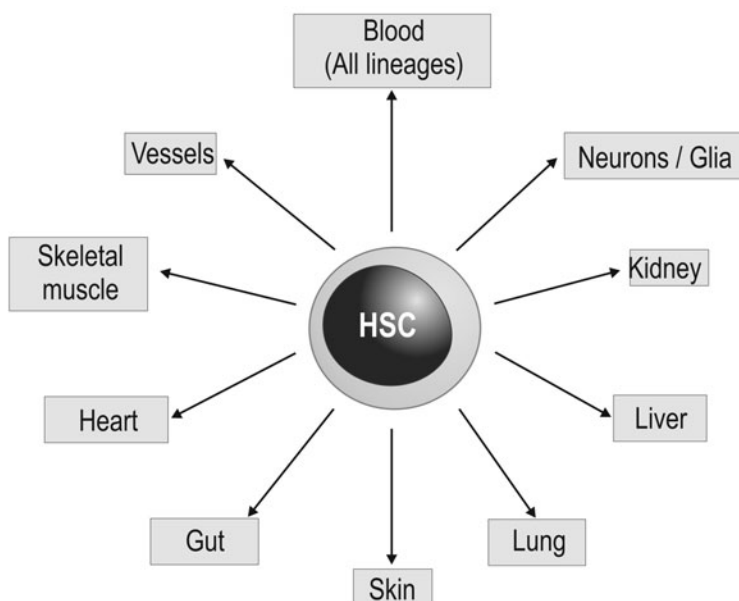 Blood
(All lineages)
Vessels
Neurons / Glia
Skeletal
muscle
Kidney
HSC
Heart
Liver
Gut
Lung
Skin